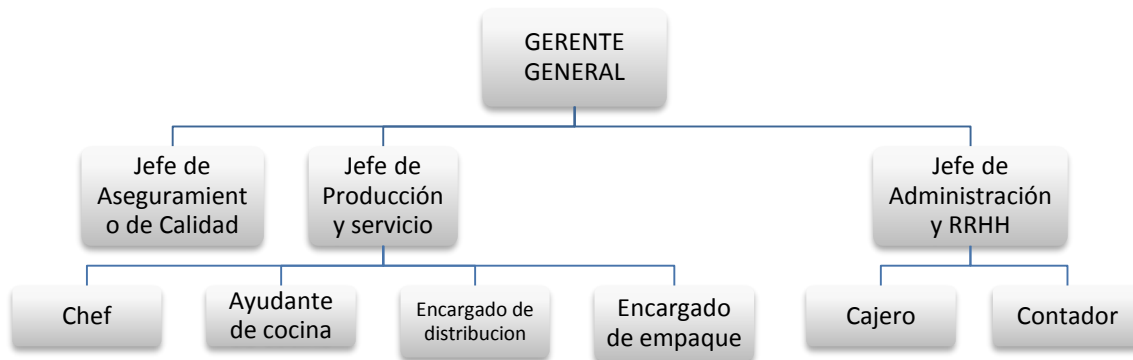 GERENTE
GENERAL
Jefe de
Aseguramient
o de Calidad
Jefe de
Producción
y servicio
Jefe de
Administración
y RRHH
Chef
Ayudante
de cocina
Encargado de
distribucion
Encargado
de empaque
Cajero
Contador